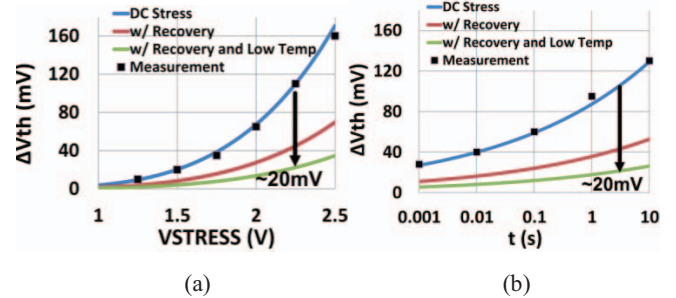 DC Stress
w/ Recovery
w/ Recovery and Low Temp
Measurement
160
120
80
40
0
ΔVth (mV)
~20mV
1 1.5 2 2.5
VSTRESS (V)
(a)
DC Stress
w/ Recovery
w/ Recovery and Low Temp
Measurement
160
120
80
40
0
ΔVth (mV)
~20mV
0.001 0.01 0.1 1 10
t (s)
(b)